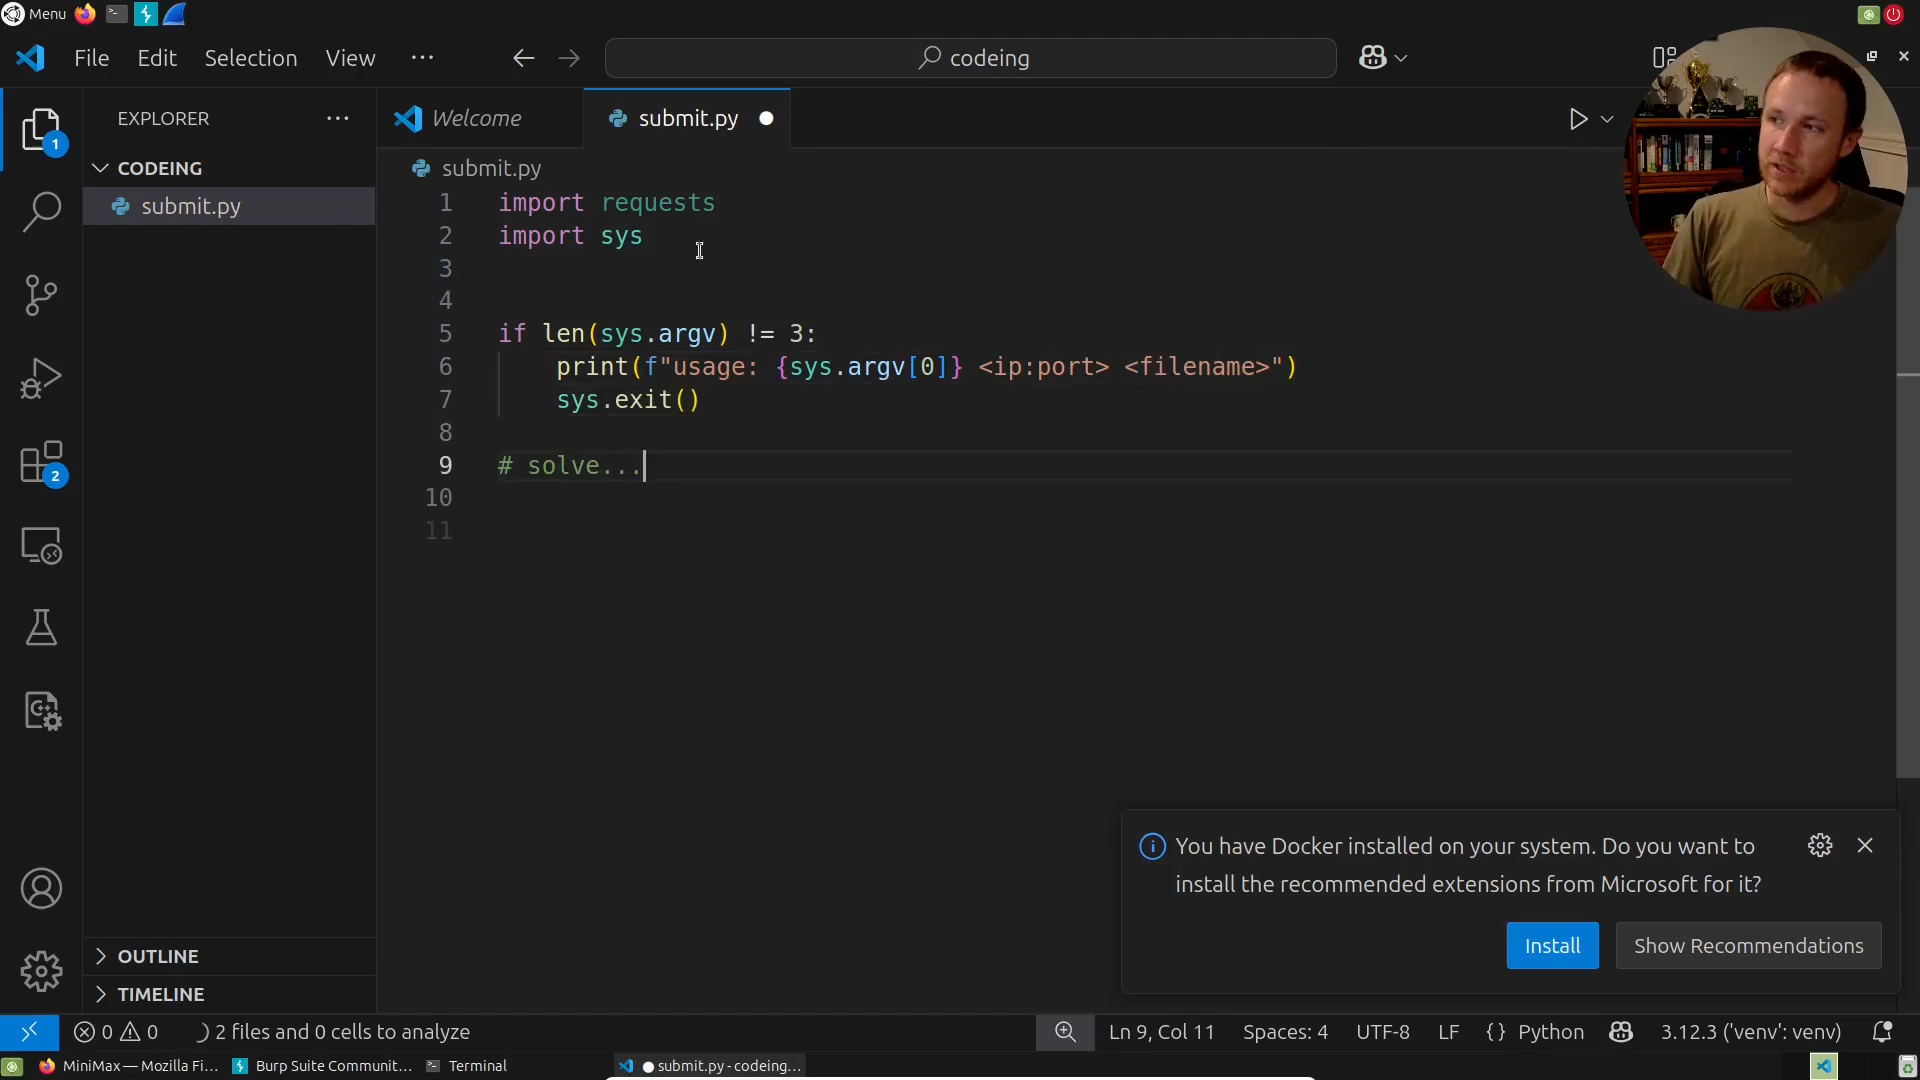 Menu
File Edit Selection View ···
codeing
EXPLORER ···
Welcome
submit.py
1
CODEING
submit.py
submit.py
1 import requests
2 import sys
3
4
5 if len(sys.argv) != 3:
6 print(f"usage: {sys.argv[0]} <ip:port> <filename>")
7 sys.exit()
8
9 # solve...
10
11
2
You have Docker installed on your system. Do you want to
install the recommended extensions from Microsoft for it?
Install
Show Recommendations
OUTLINE
TIMELINE
0 0 2 files and 0 cells to analyze Ln 9, Col 11 Spaces: 4 UTF-8 LF {} Python 3.12.3 ('venv': venv)
MiniMax — Mozilla Fi... Burp Suite Communit... Terminal ● submit.py - codeing...